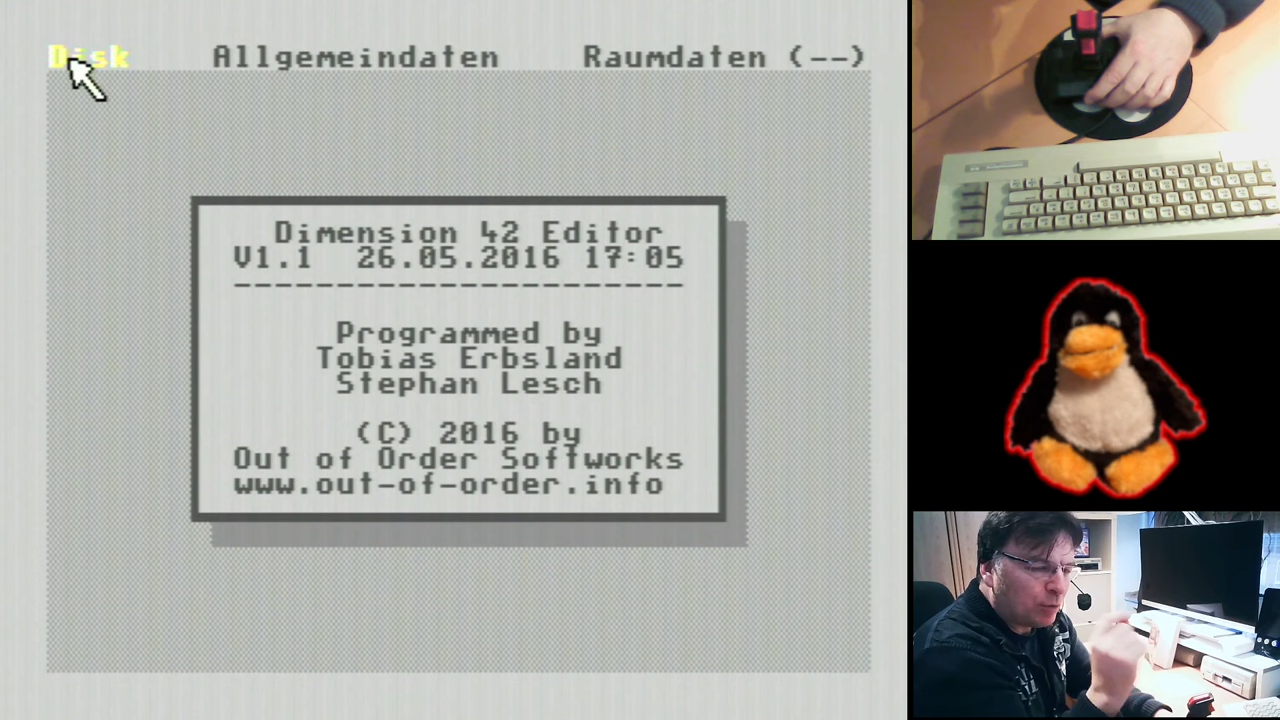 Disk Allgemeindaten Raumdaten (--)
Dimension 42 Editor
V1.1 26.05.2016 17:05
----------------------
Programmed by
Tobias Erbsland
Stephan Lesch
(C) 2016 by
Out of Order Softworks
www.out-of-order.info